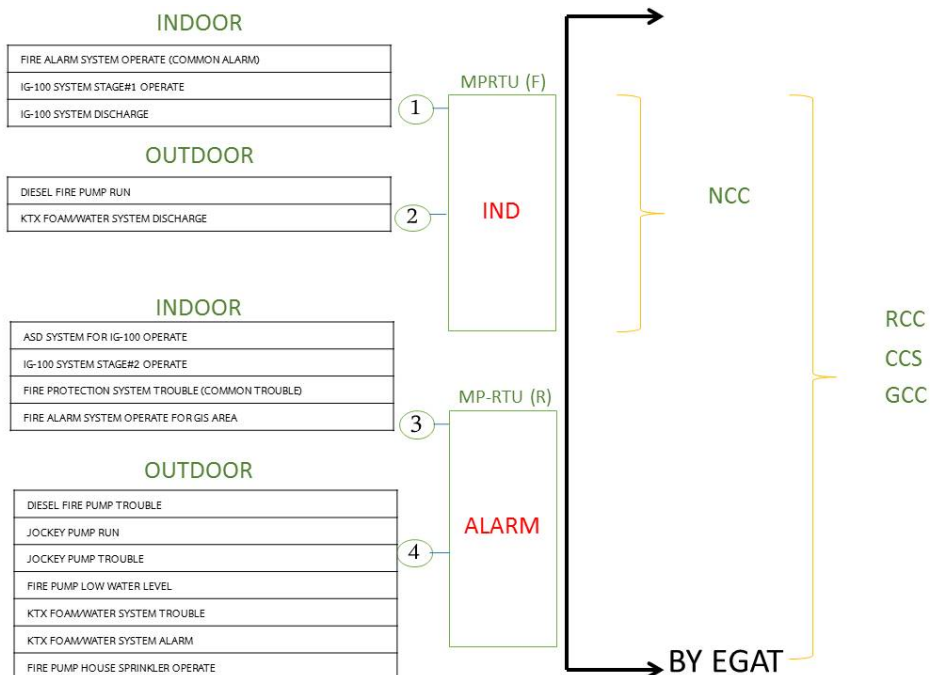 INDOOR
FIRE ALARM SYSTEM OPERATE (COMMON ALARM)
IG-100 SYSTEM STAGE#1 OPERATE
IG-100 SYSTEM DISCHARGE
1
OUTDOOR
DIESEL FIRE PUMP RUN
KTX FOAM/WATER SYSTEM DISCHARGE
2
MPRTU (F)
IND
NCC
INDOOR
ASD SYSTEM FOR IG-100 OPERATE
IG-100 SYSTEM STAGE#2 OPERATE
FIRE PROTECTION SYSTEM TROUBLE (COMMON TROUBLE)
FIRE ALARM SYSTEM OPERATE FOR GIS AREA
3
OUTDOOR
DIESEL FIRE PUMP TROUBLE
JOCKEY PUMP RUN
JOCKEY PUMP TROUBLE
FIRE PUMP LOW WATER LEVEL
KTX FOAM/WATER SYSTEM TROUBLE
KTX FOAM/WATER SYSTEM ALARM
FIRE PUMP HOUSE SPRINKLER OPERATE
4
MP-RTU (R)
ALARM
RCC
CCS
GCC
BY EGAT